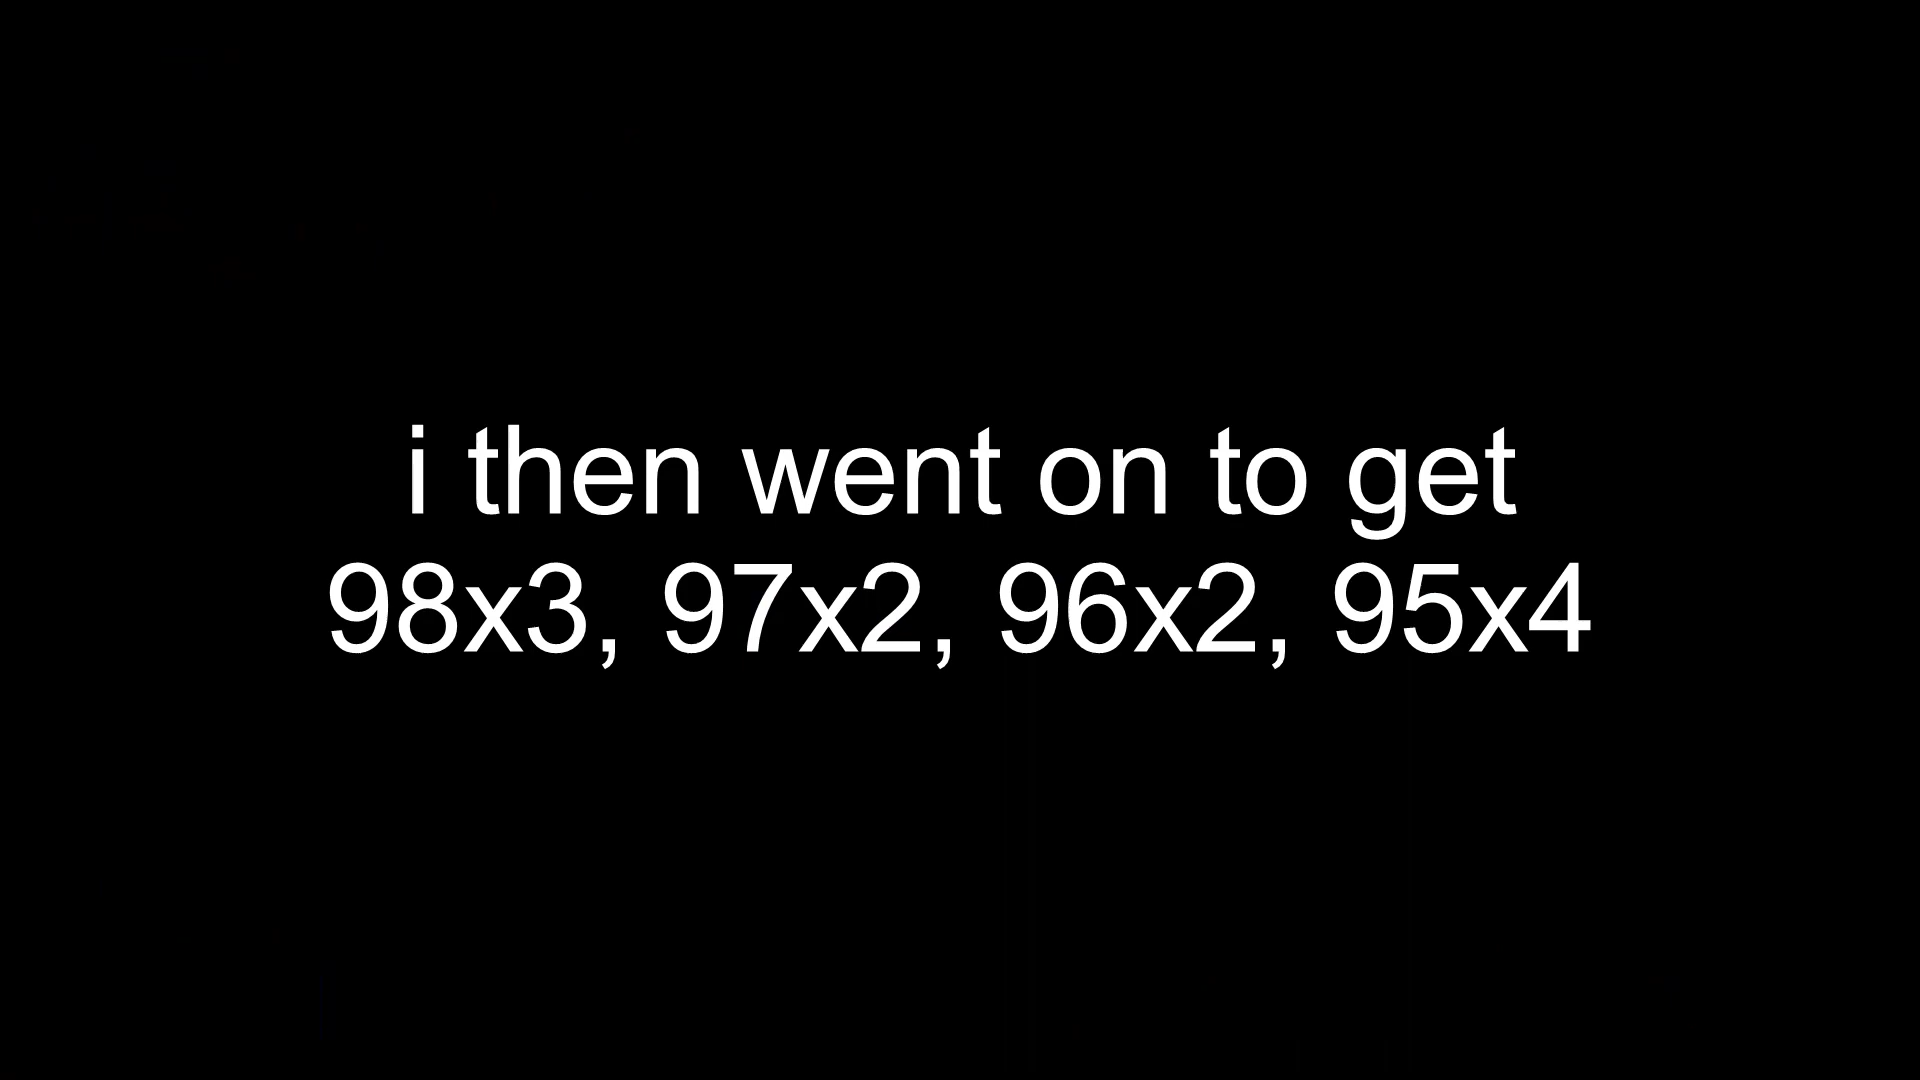 i then went on to get
98x3, 97x2, 96x2, 95x4